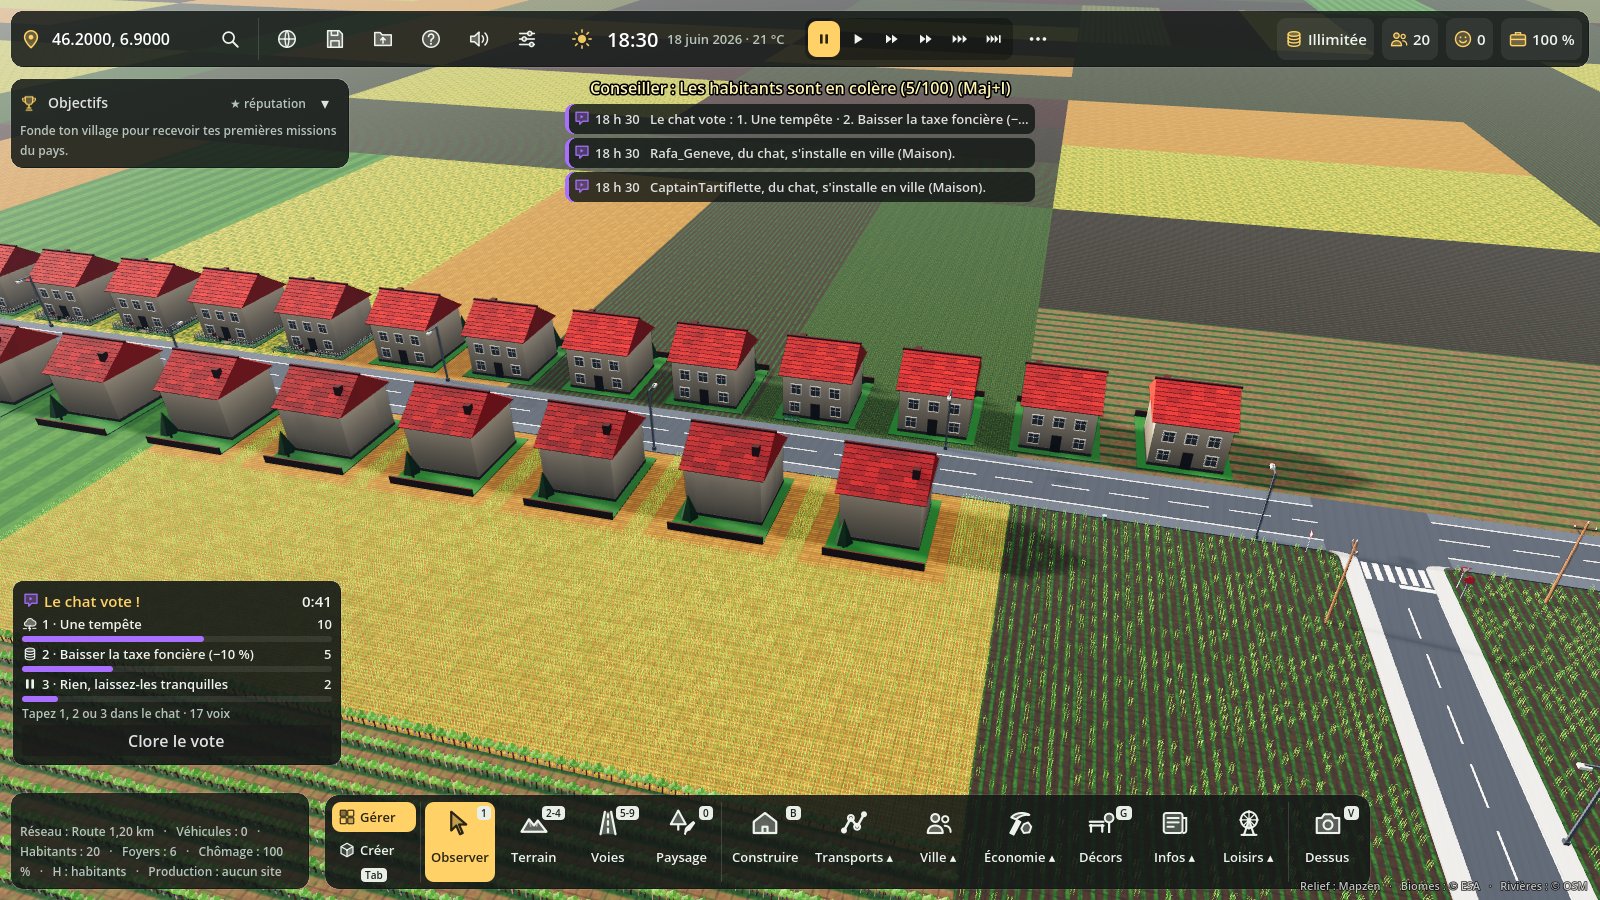 46.2000, 6.9000
18:30 18 juin 2026 · 21 °C
Illimitée
20
0
100 %
Objectifs
★ réputation ▼
Fonde ton village pour recevoir tes premières missions
du pays.
Conseiller : Les habitants sont en colère (5/100) (Maj+I)
18 h 30 Le chat vote : 1. Une tempête · 2. Baisser la taxe foncière (−...
18 h 30 Rafa_Geneve, du chat, s'installe en ville (Maison).
18 h 30 CaptainTartiflette, du chat, s'installe en ville (Maison).
Le chat vote ! 0:41
1 · Une tempête 10
2 · Baisser la taxe foncière (−10 %) 5
3 · Rien, laissez-les tranquilles 2
Tapez 1, 2 ou 3 dans le chat · 17 voix
Clore le vote
Réseau : Route 1,20 km · Véhicules : 0 ·
Habitants : 20 · Foyers : 6 · Chômage : 100
% · H : habitants · Production : aucun site
Gérer
Créer
Tab
1
Observer
2-4
Terrain
5-9
Voies
0
Paysage
B
Construire
Transports ▴
Ville ▴
Économie ▴
G
Décors
Infos ▴
Loisirs ▴
V
Dessus
Relief : Mapzen · Biomes : © ESA · Rivières : © OSM